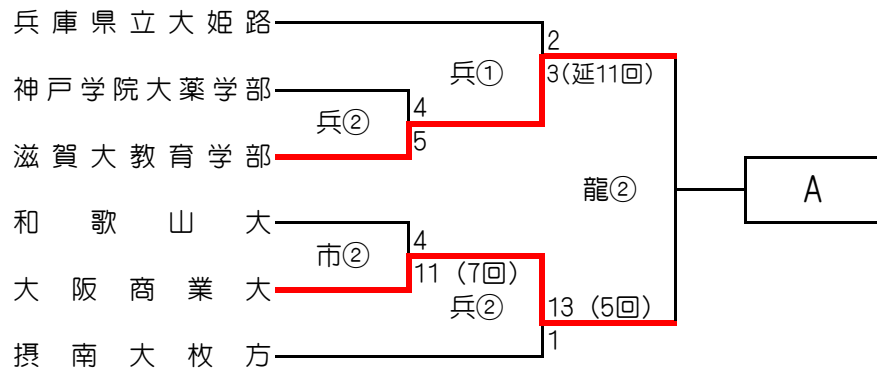 兵庫県立大姫路
2
兵①
3(延11回)
神戸学院大薬学部
4
兵②
5
滋賀大教育学部
龍②
A
和歌山大
4
市②
11 (7回)
大阪商業大
兵②
13 (5回)
1
摂南大枚方